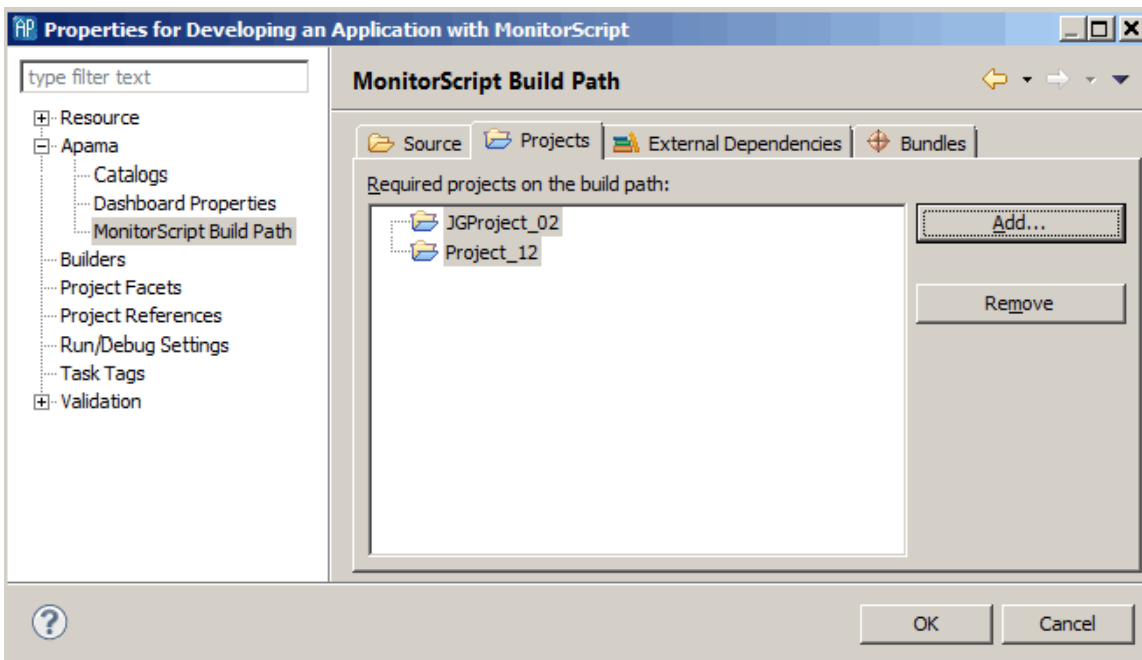 AP Properties for Developing an Application with MonitorScript
type filter text
MonitorScript Build Path
Resource
Apama
Catalogs
Dashboard Properties
MonitorScript Build Path
Builders
Project Facets
Project References
Run/Debug Settings
Task Tags
Validation
Source
Projects
External Dependencies
Bundles
Required projects on the build path:
JGProject_02
Project_12
Add...
Remove
?
OK
Cancel